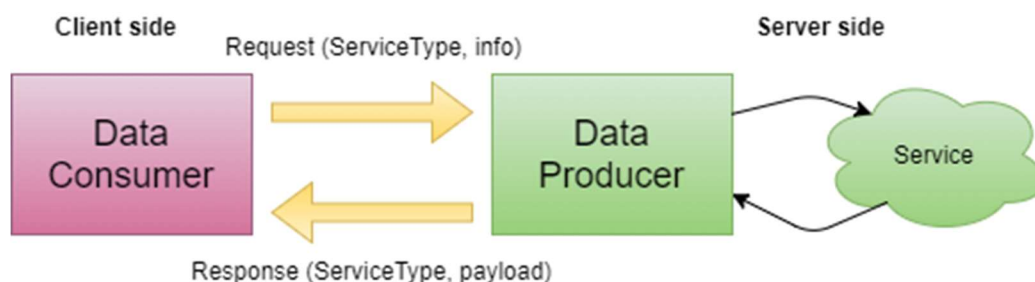 Client side
Server side
Request (ServiceType, info)
Data
Consumer
Data
Producer
Service
Response (ServiceType, payload)